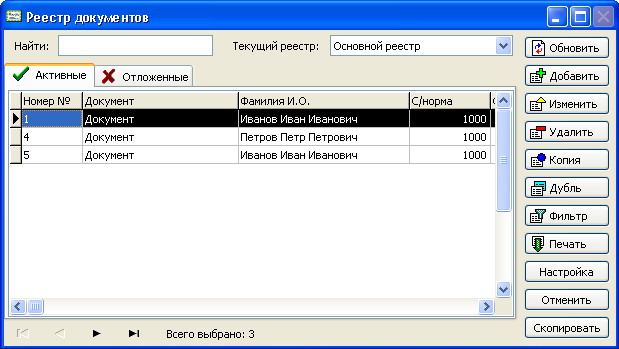 Реестр документов
Найти:
Текущий реестр: Основной реестр
Активные Отложенные
Номер № Документ Фамилия И.О. С/норма
1 Документ Иванов Иван Иванович 1000
4 Документ Петров Петр Петрович 1000
5 Документ Иванов Иван Иванович 1000
Всего выбрано: 3
Обновить
Добавить
Изменить
Удалить
Копия
Дубль
Фильтр
Печать
Настройка
Отменить
Скопировать